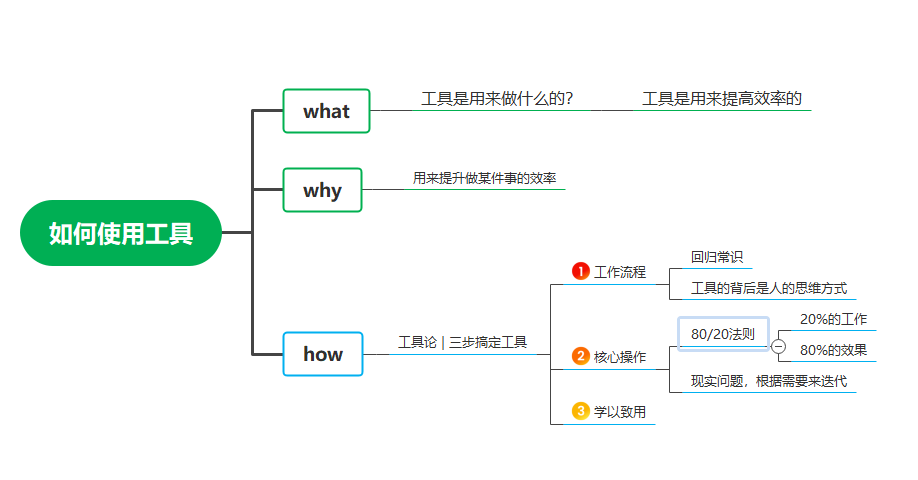 如何使用工具
what
工具是用来做什么的？
工具是用来提高效率的
why
用来提升做某件事的效率
how
工具论 | 三步搞定工具
1 工作流程
回归常识
工具的背后是人的思维方式
2 核心操作
80/20法则
20%的工作
80%的效果
现实问题，根据需要来迭代
3 学以致用